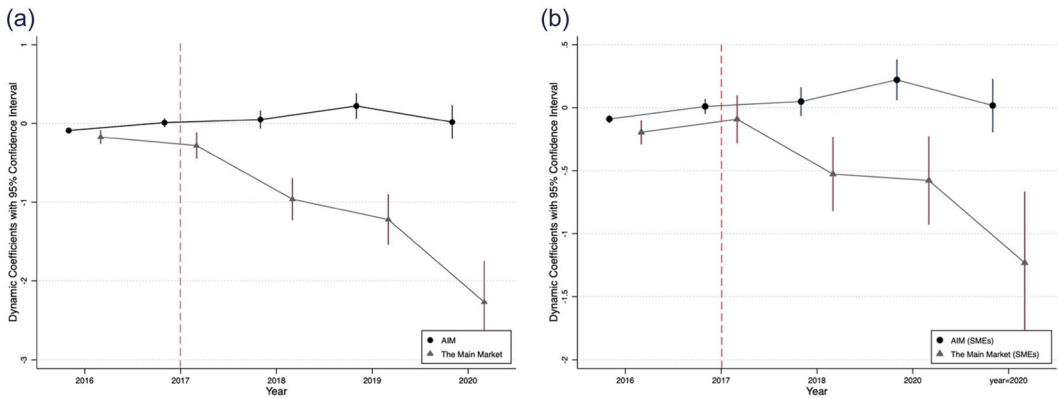 (a)
Dynamic Coefficients with 95% Confidence Interval
1
0
-1
-2
-3
2016 2017 2018 2019 2020
Year
AIM
The Main Market
(b)
Dynamic Coefficients with 95% Confidence Interval
.5
0
-.5
-1
-1.5
-2
2016 2017 2018 2020 year=2020
Year
AIM (SMEs)
The Main Market (SMEs)